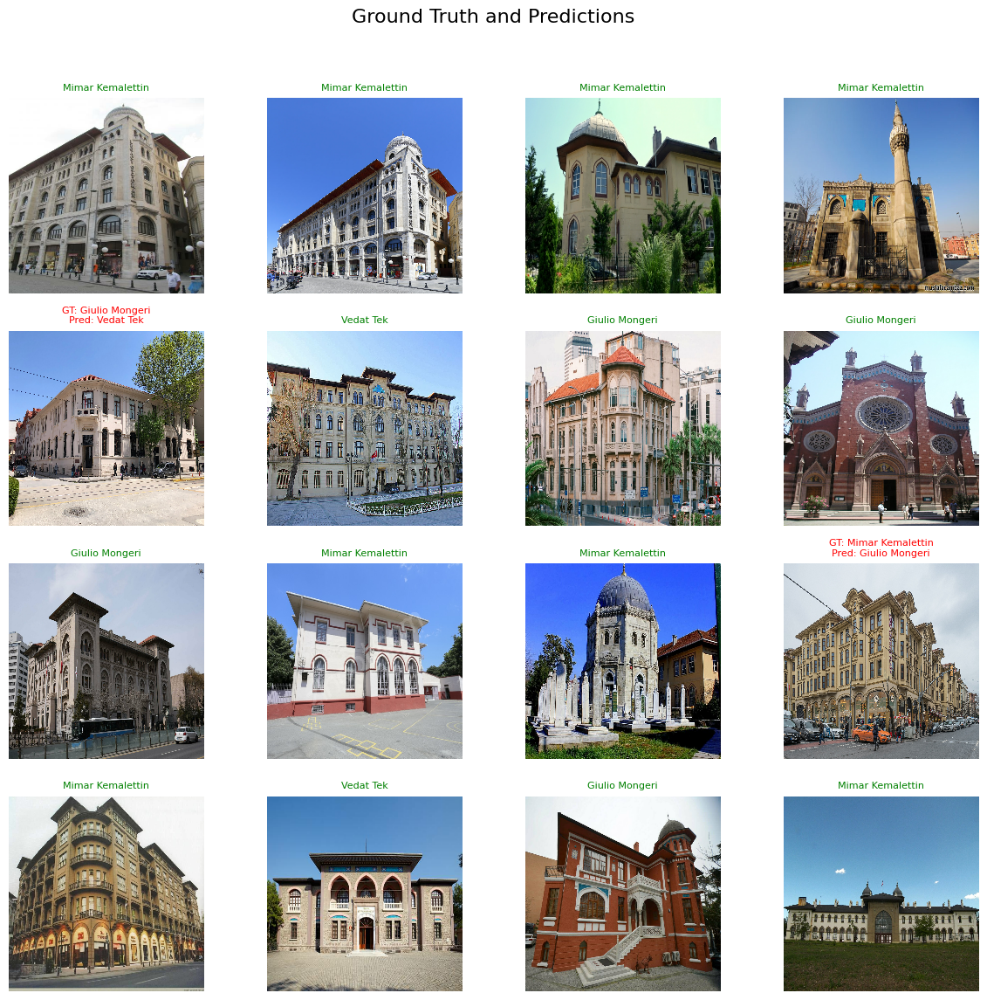 Ground Truth and Predictions
Mimar Kemalettin
Mimar Kemalettin
Mimar Kemalettin
Mimar Kemalettin
GT: Giulio Mongeri
Pred: Vedat Tek
Vedat Tek
Giulio Mongeri
Giulio Mongeri
Giulio Mongeri
Mimar Kemalettin
Mimar Kemalettin
GT: Mimar Kemalettin
Pred: Giulio Mongeri
Mimar Kemalettin
Vedat Tek
Giulio Mongeri
Mimar Kemalettin